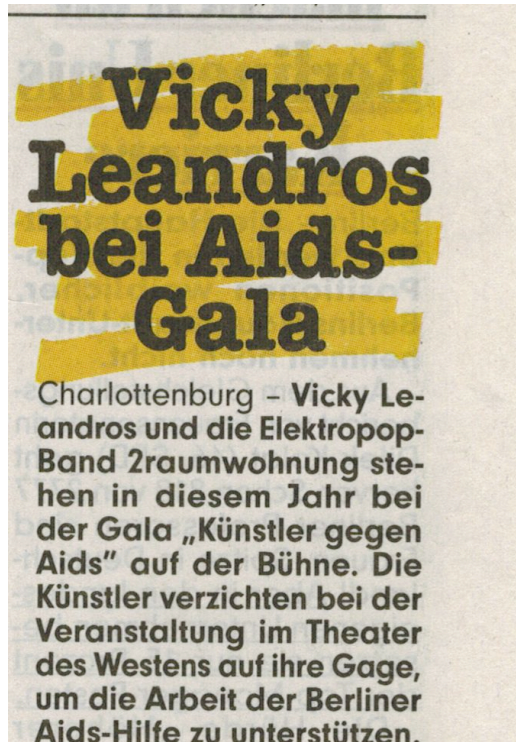 Vicky
Leandros
bei Aids-
Gala
Charlottenburg – Vicky Le-
andros und die Elektropop-
Band 2raumwohnung ste-
hen in diesem Jahr bei
der Gala „Künstler gegen
Aids” auf der Bühne. Die
Künstler verzichten bei der
Veranstaltung im Theater
des Westens auf ihre Gage,
um die Arbeit der Berliner
Aids-Hilfe zu unterstützen.